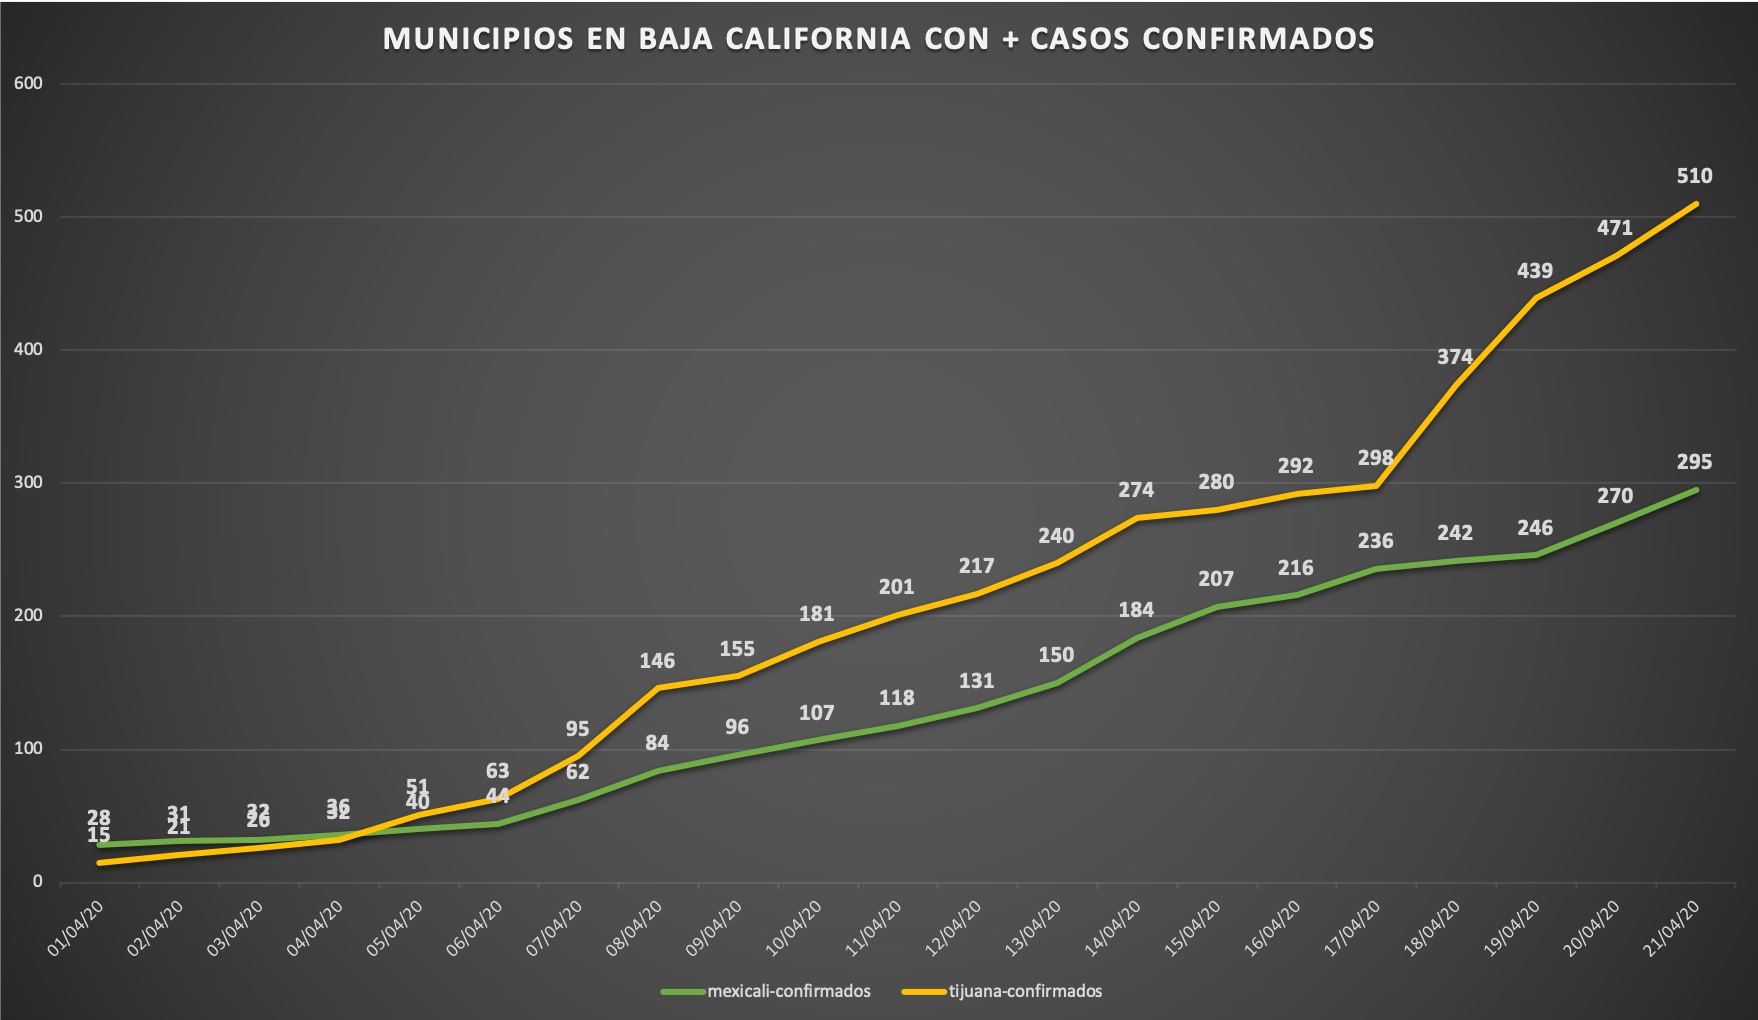 MUNICIPIOS EN BAJA CALIFORNIA CON + CASOS CONFIRMADOS
600
500
400
300
200
100
0
28 31 32 36 40 44 62 84 96 107 118 131 150 184 207 216 236 242 246 270 295
15 21 26 32 51 63 95 146 155 181 201 217 240 274 280 292 298 374 439 471 510
01/04/20 02/04/20 03/04/20 04/04/20 05/04/20 06/04/20 07/04/20 08/04/20 09/04/20 10/04/20 11/04/20 12/04/20 13/04/20 14/04/20 15/04/20 16/04/20 17/04/20 18/04/20 19/04/20 20/04/20 21/04/20
mexicali-confirmados tijuana-confirmados